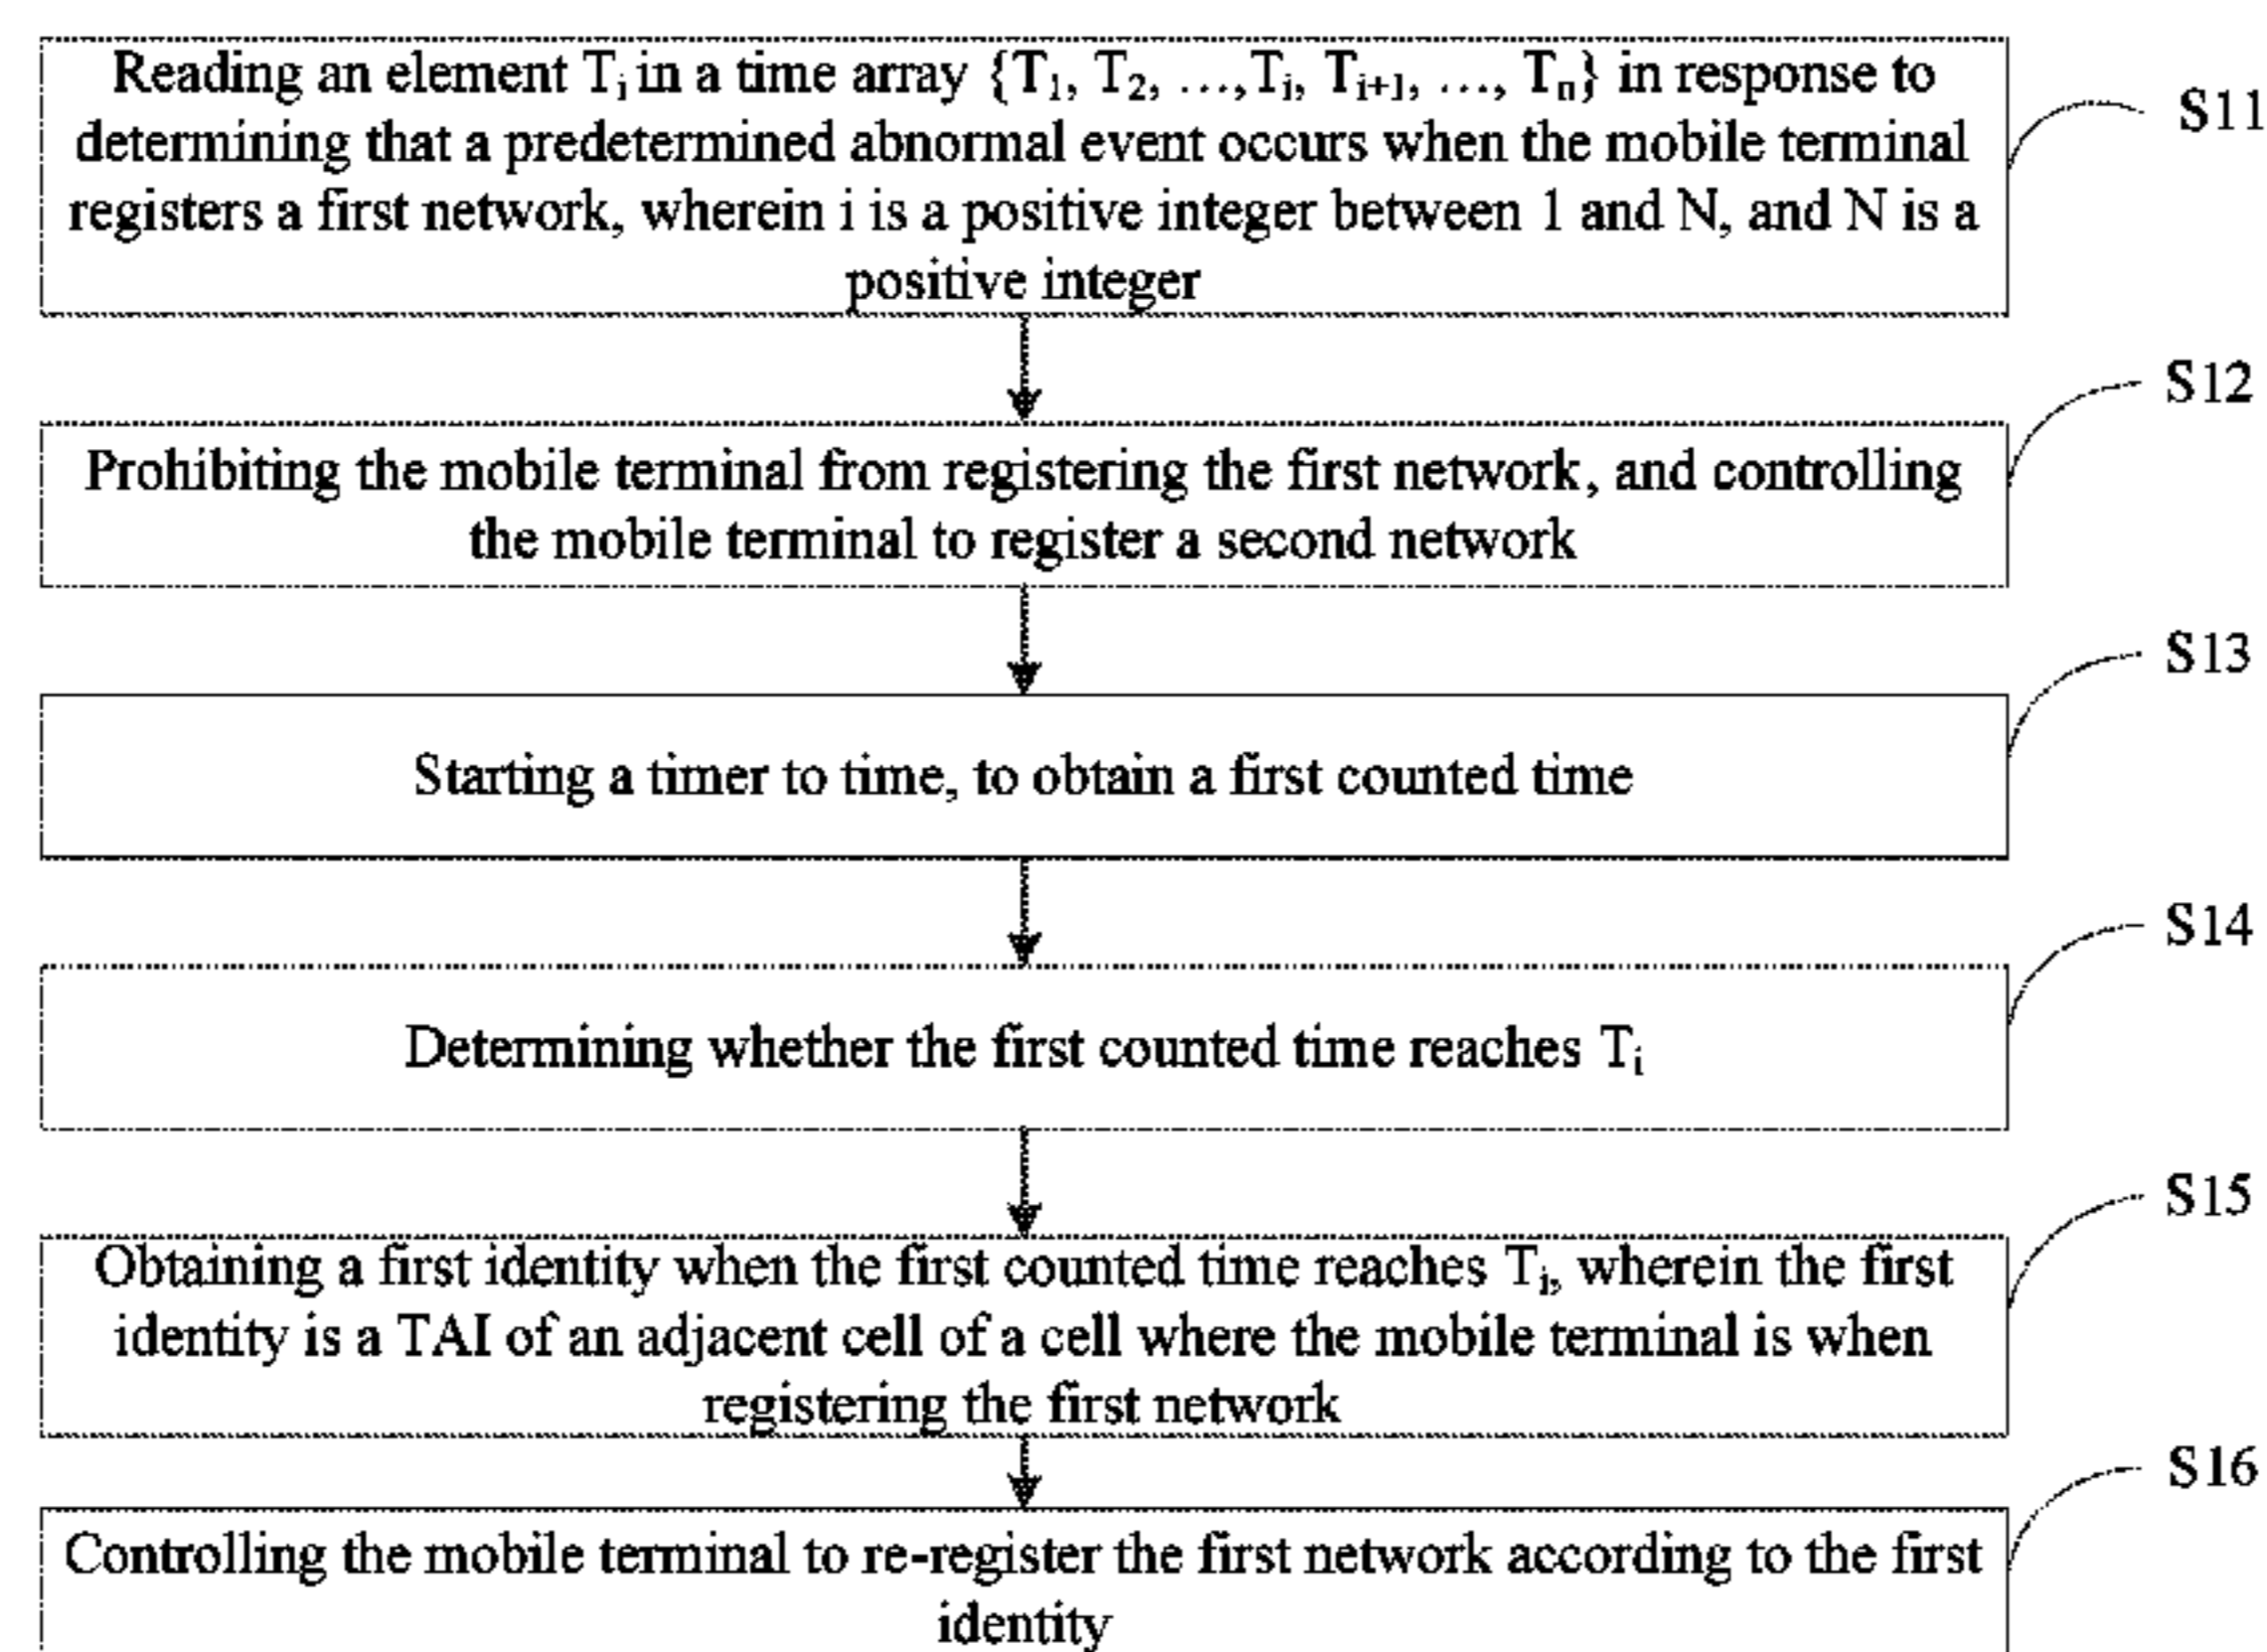 Reading an element Ti in a time array {T1, T2, …,Ti, Ti+1, …, Tn} in response to
determining that a predetermined abnormal event occurs when the mobile terminal
registers a first network, wherein i is a positive integer between 1 and N, and N is a
positive integer
S11
Prohibiting the mobile terminal from registering the first network, and controlling
the mobile terminal to register a second network
S12
Starting a timer to time, to obtain a first counted time
S13
Determining whether the first counted time reaches Ti
S14
Obtaining a first identity when the first counted time reaches Ti, wherein the first
identity is a TAI of an adjacent cell of a cell where the mobile terminal is when
registering the first network
S15
Controlling the mobile terminal to re-register the first network according to the first
identity
S16